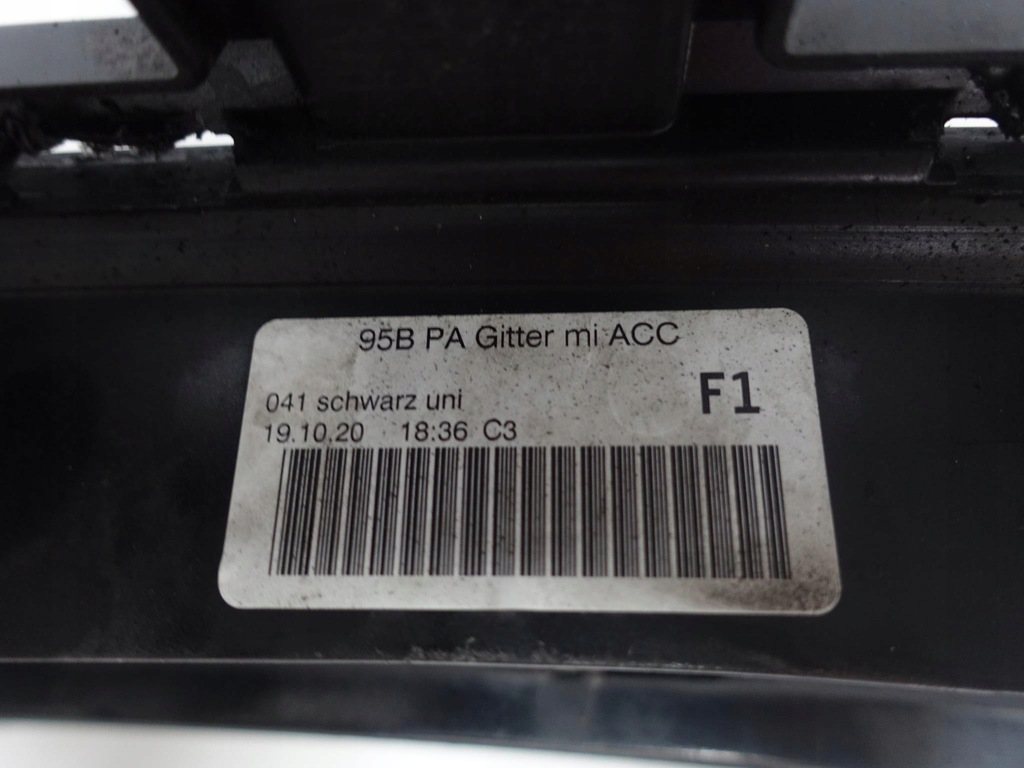 95B PA Gitter mi ACC
F1
041 schwarz uni
19.10.20 18:36 C3